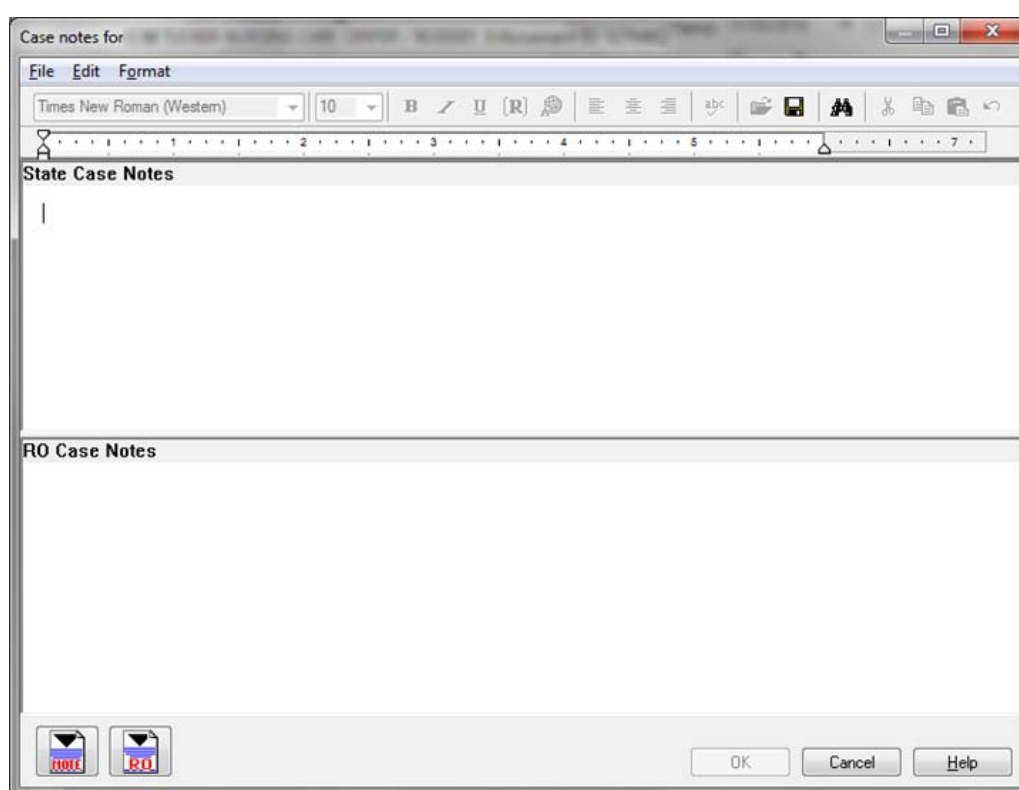 Case notes for
File Edit Format
Times New Roman (Western) 10 B I U [R] abc
1 2 3 4 5 7
State Case Notes
RO Case Notes
NOTE RO
OK Cancel Help